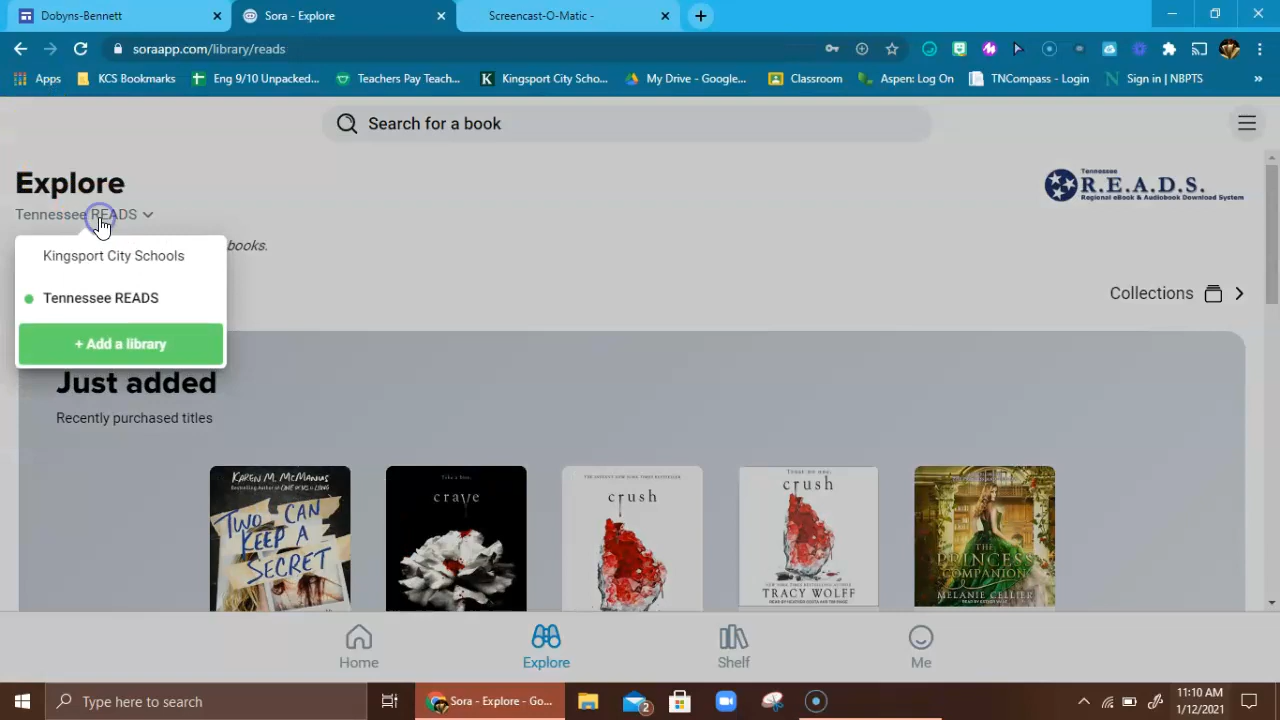 Dobyns-Bennett
Sora - Explore
Screencast-O-Matic -
soraapp.com/library/reads
Apps KCS Bookmarks Eng 9/10 Unpacked... Teachers Pay Teach... Kingsport City Scho... My Drive - Google... Classroom Aspen: Log On TNCompass - Login Sign in | NBPTS »
Search for a book
Explore
Tennessee READS
Tennessee
R.E.A.D.S.
Regional eBook & Audiobook Download System
books.
Kingsport City Schools
Tennessee READS
+ Add a library
Collections
Just added
Recently purchased titles
KAREN M. McMANUS
TWO CAN
KEEP A
SECRET
crave
crush
crush
TRACY WOLFF
THE
PRINCESS
COMPANION
MELANIE CELLIER
Home
Explore
Shelf
Me
Type here to search
Sora - Explore - Go...
2
11:10 AM
1/12/2021